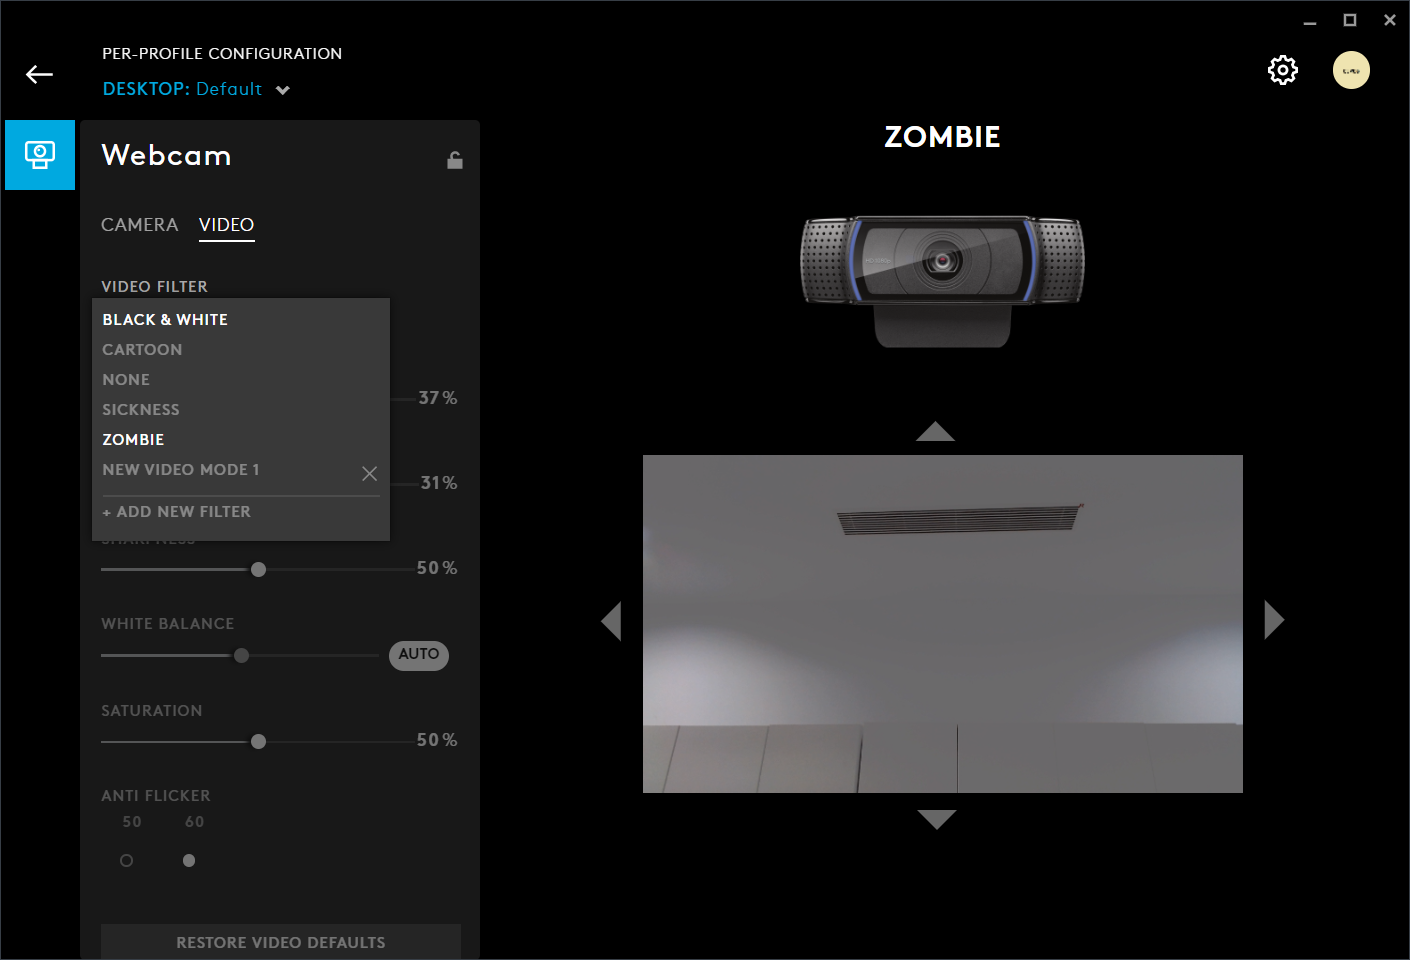 PER-PROFILE CONFIGURATION
DESKTOP: Default
Webcam
CAMERA VIDEO
VIDEO FILTER
BLACK & WHITE
CARTOON
NONE
37%
SICKNESS
ZOMBIE
NEW VIDEO MODE 1
31%
+ ADD NEW FILTER
SHARPNESS
50%
WHITE BALANCE
AUTO
SATURATION
50%
ANTI FLICKER
50 60
RESTORE VIDEO DEFAULTS
ZOMBIE